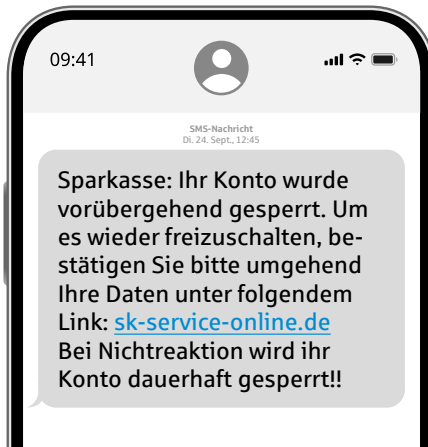 09:41
SMS-Nachricht
Di. 24. Sept., 12:45
Sparkasse: Ihr Konto wurde
vorübergehend gesperrt. Um
es wieder freizuschalten, be-
stätigen Sie bitte umgehend
Ihre Daten unter folgendem
Link: sk-service-online.de
Bei Nichtreaktion wird ihr
Konto dauerhaft gesperrt!!